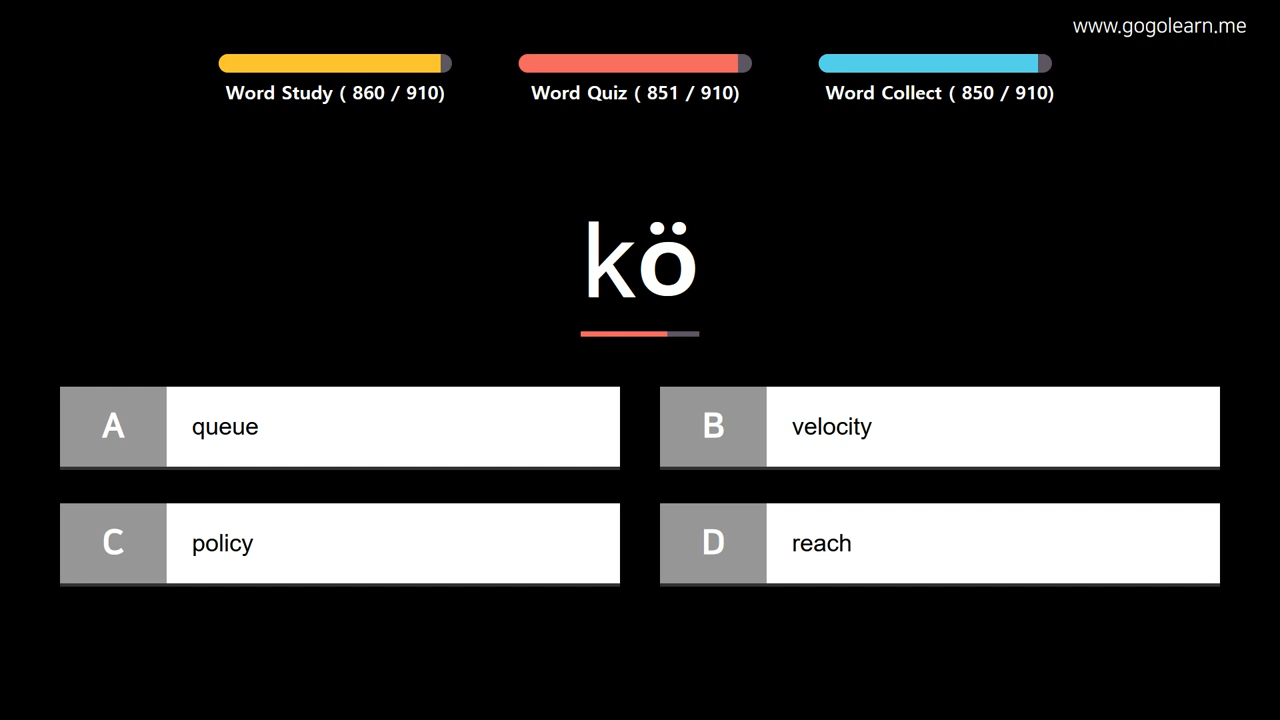 www.gogolearn.me
Word Study ( 860 / 910)
Word Quiz ( 851 / 910)
Word Collect ( 850 / 910)
kö
A queue
B velocity
C policy
D reach